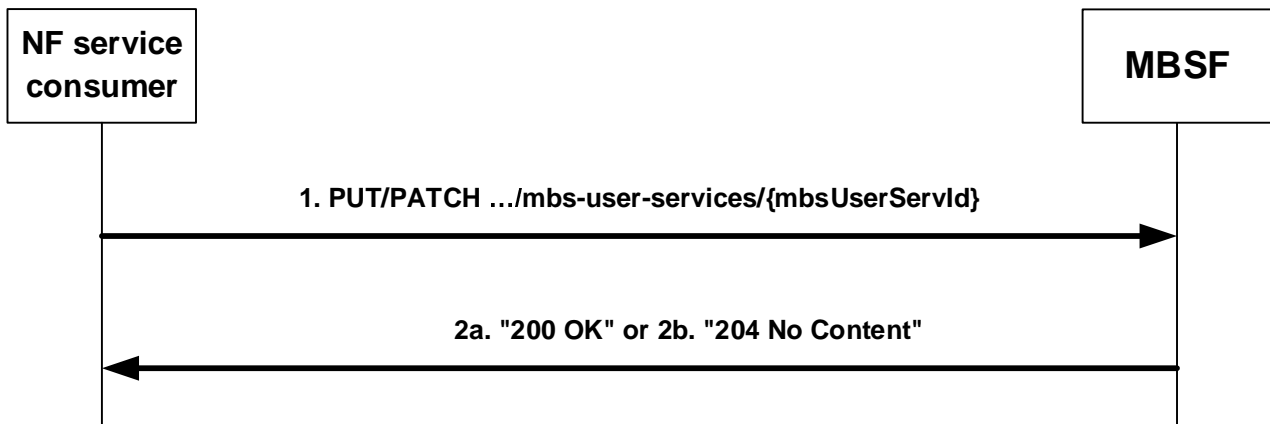 NF service
consumer
MBSF
1. PUT/PATCH …/mbs-user-services/{mbsUserServId}
2a. "200 OK" or 2b. "204 No Content"